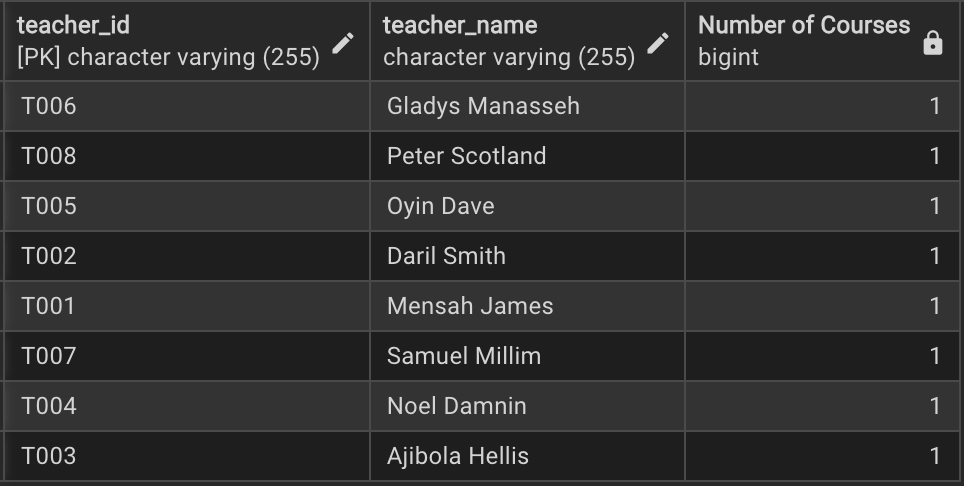 teacher_id teacher_name Number of Courses
[PK] character varying (255) character varying (255) bigint
T006 Gladys Manasseh 1
T008 Peter Scotland 1
T005 Oyin Dave 1
T002 Daril Smith 1
T001 Mensah James 1
T007 Samuel Millim 1
T004 Noel Damnin 1
T003 Ajibola Hellis 1